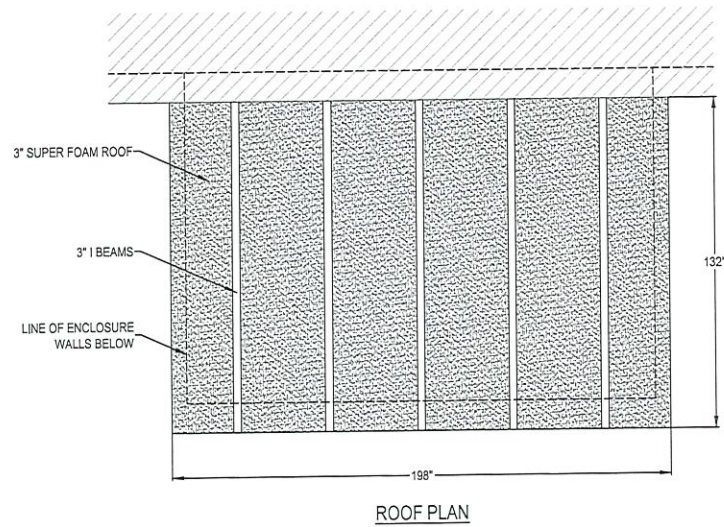 3" SUPER FOAM ROOF
3" I BEAMS
LINE OF ENCLOSURE
WALLS BELOW
132"
198"
ROOF PLAN